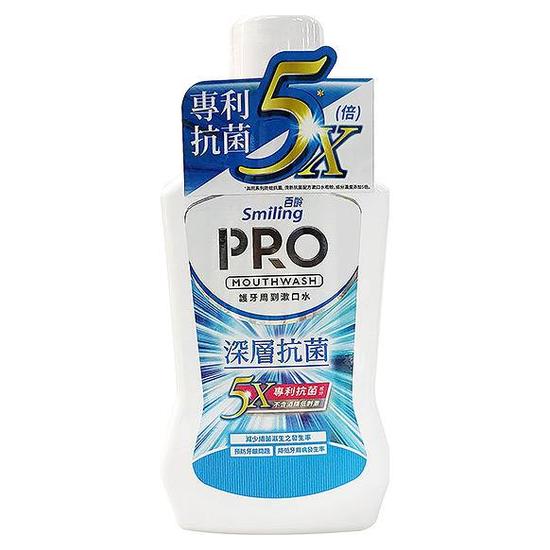 專利
抗菌
5X
(倍)
百齡
Smiling
PRO
MOUTHWASH
護牙周到漱口水
深層抗菌
5X
專利抗菌
不含酒精低刺激
減少細菌滋生之發生率
預防牙齦問題
降低牙周病發生率